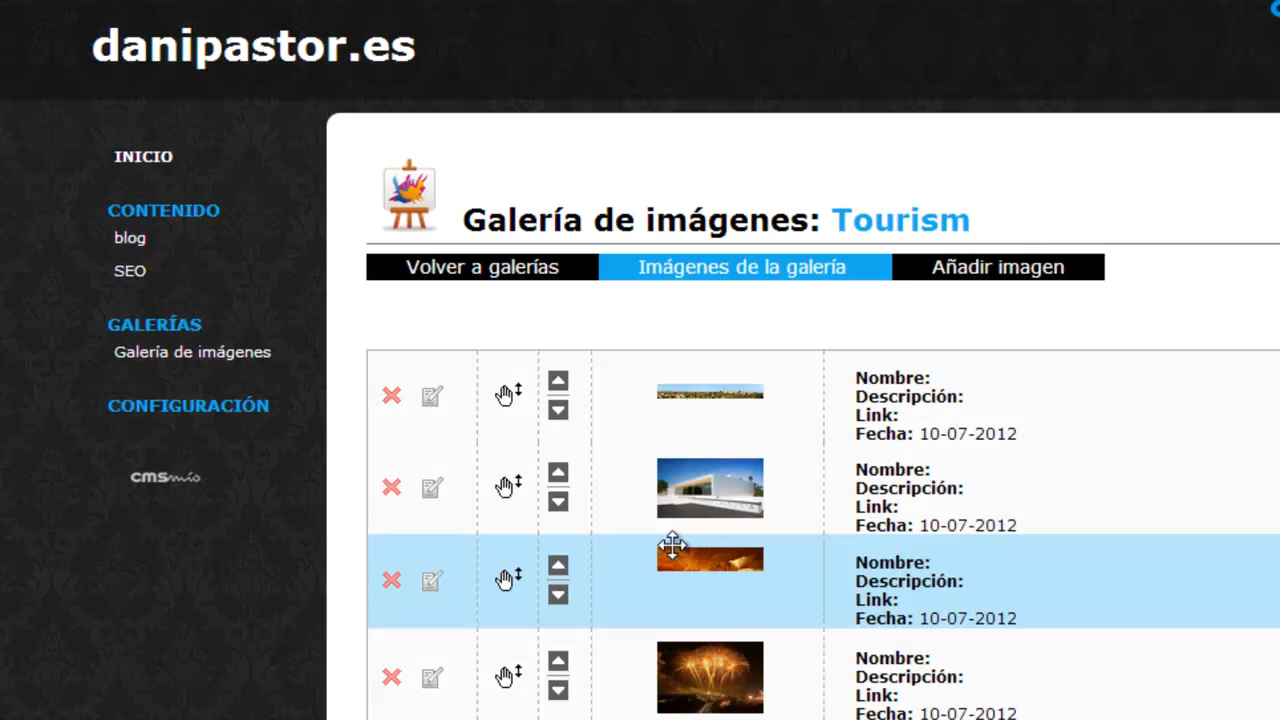 danipastor.es
INICIO
CONTENIDO
blog
SEO
GALERÍAS
Galería de imágenes
CONFIGURACIÓN
cmsmío
Galería de imágenes: Tourism
Volver a galerías
Imágenes de la galería
Añadir imagen
Nombre:
Descripción:
Link:
Fecha: 10-07-2012
Nombre:
Descripción:
Link:
Fecha: 10-07-2012
Nombre:
Descripción:
Link:
Fecha: 10-07-2012
Nombre:
Descripción:
Link:
Fecha: 10-07-2012